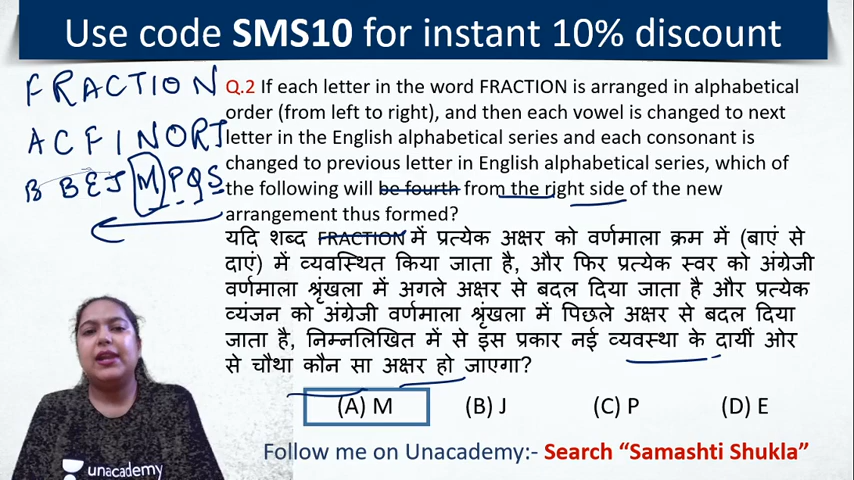 Use code SMS10 for instant 10% discount
FRACTION
ACFINORT
BBEJMPQS
Q.2 If each letter in the word FRACTION is arranged in alphabetical
order (from left to right), and then each vowel is changed to next
letter in the English alphabetical series and each consonant is
changed to previous letter in English alphabetical series, which of
the following will be fourth from the right side of the new
arrangement thus formed?
यदि शब्द FRACTION में प्रत्येक अक्षर को वर्णमाला क्रम में (बाएं से
दाएं) में व्यवस्थित किया जाता है, और फिर प्रत्येक स्वर को अंग्रेजी
वर्णमाला श्रृंखला में अगले अक्षर से बदल दिया जाता है और प्रत्येक
व्यंजन को अंग्रेजी वर्णमाला श्रृंखला में पिछले अक्षर से बदल दिया
जाता है, निम्नलिखित में से इस प्रकार नई व्यवस्था के दायीं ओर
से चौथा कौन सा अक्षर हो जाएगा?
(A) M (B) J (C) P (D) E
unacademy
Follow me on Unacademy:- Search “Samashti Shukla”